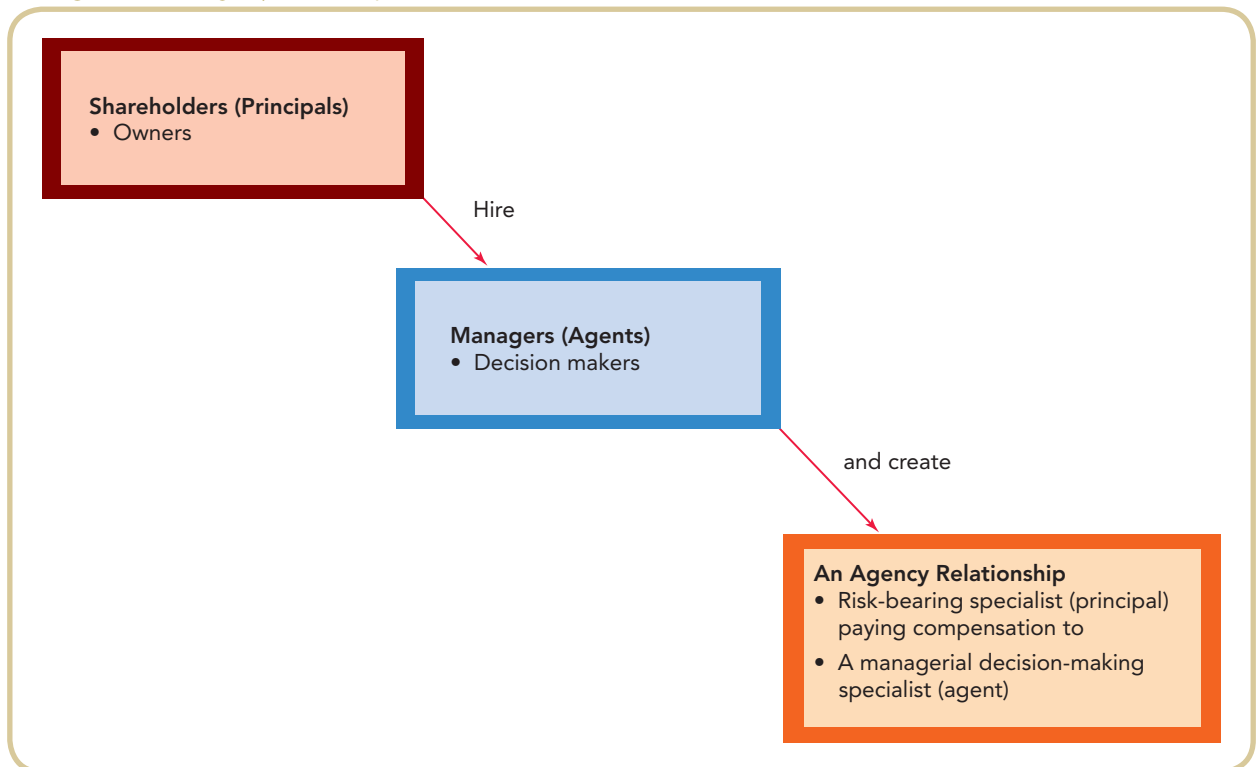 Shareholders (Principals)
• Owners
Hire
Managers (Agents)
• Decision makers
and create
An Agency Relationship
• Risk-bearing specialist (principal)
paying compensation to
• A managerial decision-making
specialist (agent)